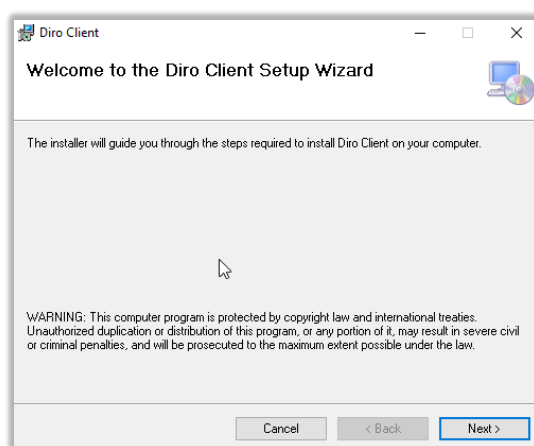 Diro Client
Welcome to the Diro Client Setup Wizard
The installer will guide you through the steps required to install Diro Client on your computer.
WARNING: This computer program is protected by copyright law and international treaties.
Unauthorized duplication or distribution of this program, or any portion of it, may result in severe civil
or criminal penalties, and will be prosecuted to the maximum extent possible under the law.
Cancel < Back Next >